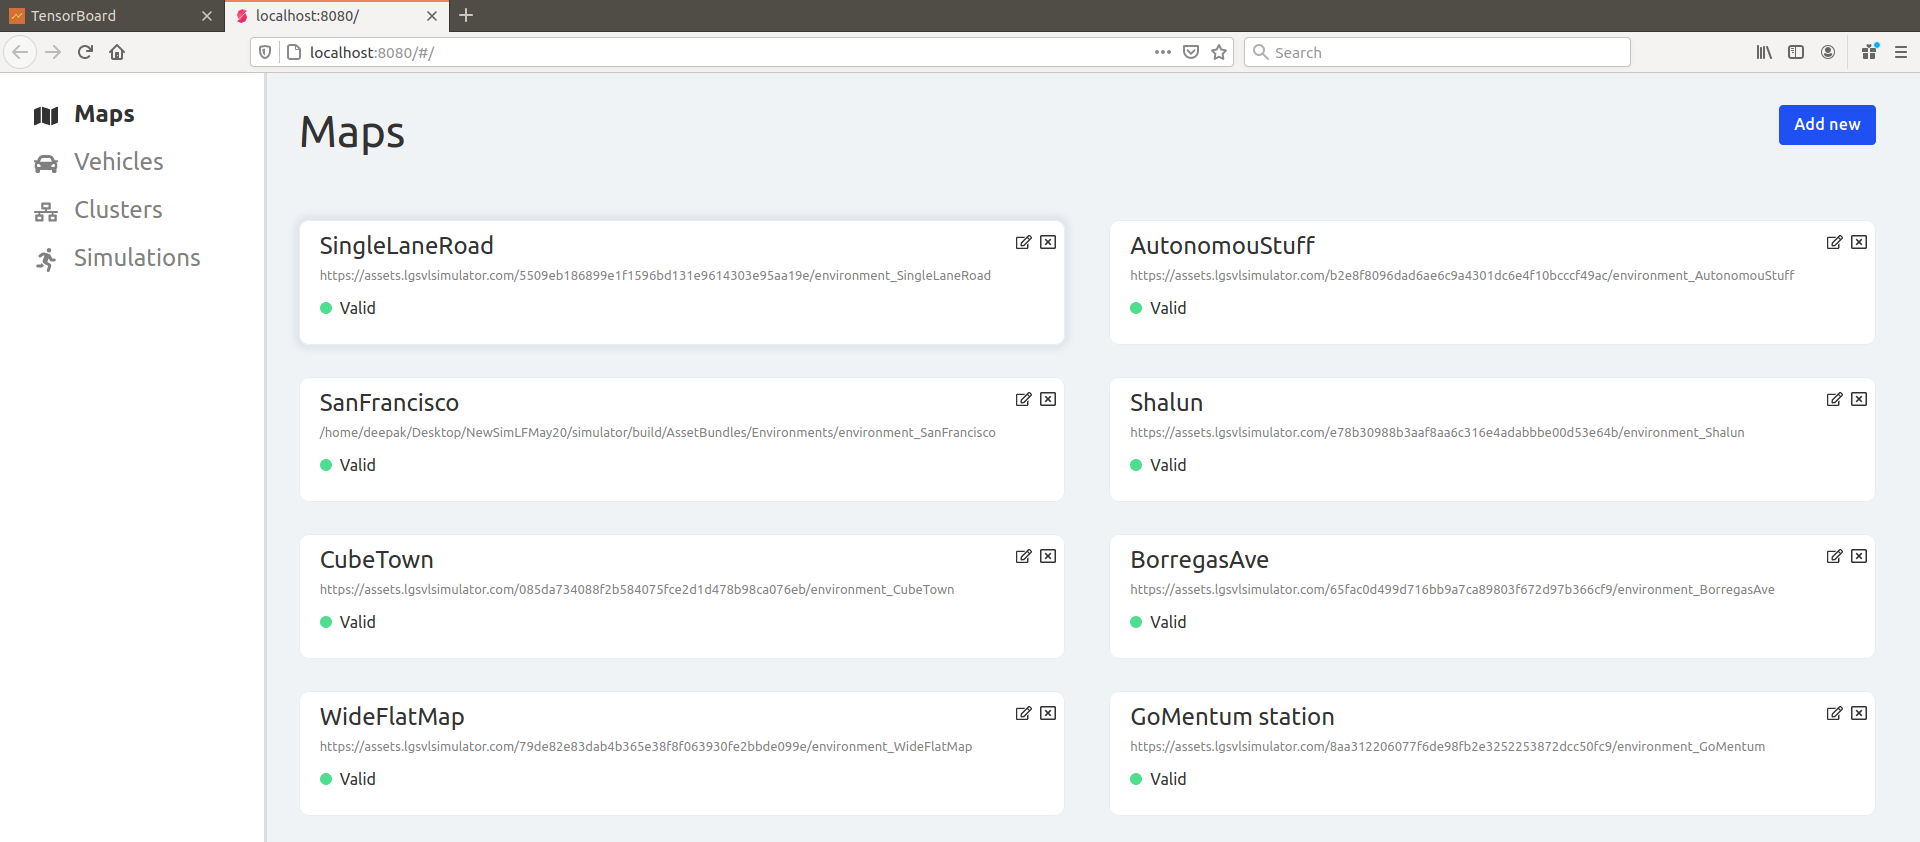 TensorBoard
localhost:8080/
localhost:8080/#/
Search
Maps
Vehicles
Clusters
Simulations
Maps
Add new
SingleLaneRoad
https://assets.lgsvlsimulator.com/5509eb186899e1f1596bd131e9614303e95aa19e/environment_SingleLaneRoad
Valid
AutonomouStuff
https://assets.lgsvlsimulator.com/b2e8f8096dad6ae6c9a4301dc6e4f10bcccf49ac/environment_AutonomouStuff
Valid
SanFrancisco
/home/deepak/Desktop/NewSimLFMay20/simulator/build/AssetBundles/Environments/environment_SanFrancisco
Valid
Shalun
https://assets.lgsvlsimulator.com/e78b30988b3aaf8aa6c316e4adabbbe00d53e64b/environment_Shalun
Valid
CubeTown
https://assets.lgsvlsimulator.com/085da734088f2b584075fce2d1d478b98ca076eb/environment_CubeTown
Valid
BorregasAve
https://assets.lgsvlsimulator.com/65fac0d499d716bb9a7ca89803f672d97b366cf9/environment_BorregasAve
Valid
WideFlatMap
https://assets.lgsvlsimulator.com/79de82e83dab4b365e38f8f063930fe2bbde099e/environment_WideFlatMap
Valid
GoMentum station
https://assets.lgsvlsimulator.com/8aa312206077f6de98fb2e3252253872dcc50fc9/environment_GoMentum
Valid